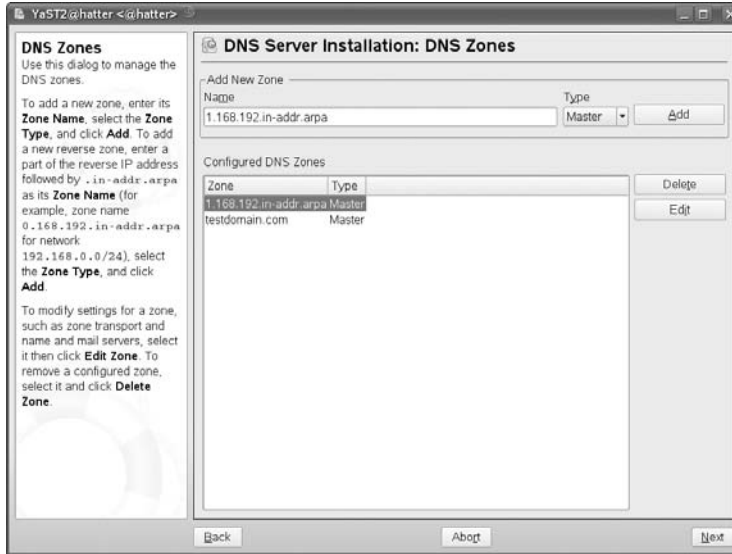 YaST2@hatter <@hatter>
DNS Zones
Use this dialog to manage the
DNS zones.
To add a new zone, enter its
Zone Name, select the Zone
Type, and click Add. To add
a new reverse zone, enter a
part of the reverse IP address
followed by .in-addr.arpa
as its Zone Name (for
example, zone name
0.168.192.in-addr.arpa
for network
192.168.0.0/24), select
the Zone Type, and click
Add.
To modify settings for a zone,
such as zone transport and
name and mail servers, select
it then click Edit Zone. To
remove a configured zone,
select it and click Delete
Zone.
DNS Server Installation: DNS Zones
Add New Zone
Name Type
1.168.192.in-addr.arpa Master Add
Configured DNS Zones
Zone Type Delete
1.168.192.in-addr.arpa Master Edit
testdomain.com Master
Back Abort Next